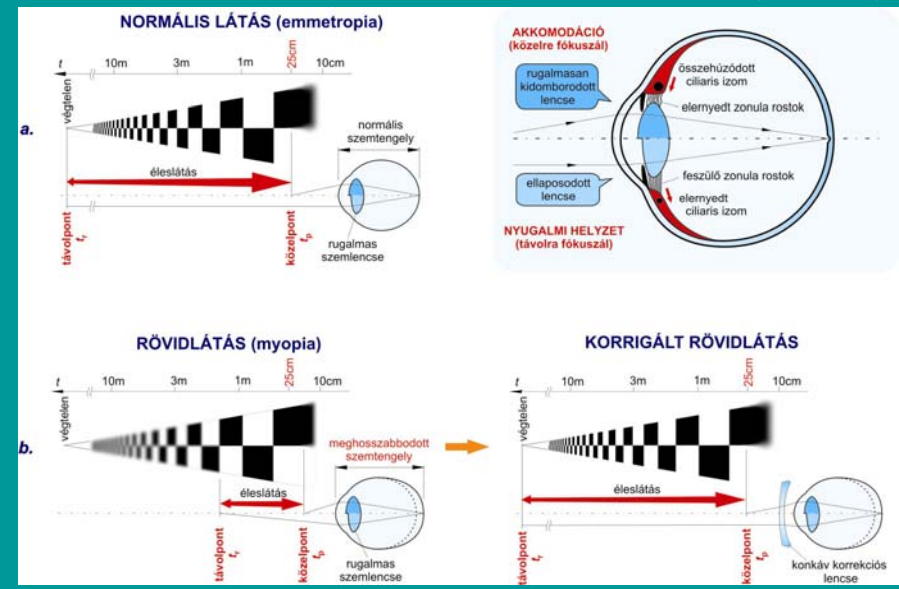 NORMÁLIS LÁTÁS (emmetropia)
t
10m
3m
1m
25cm
10cm
végtelen
a.
éleslátás
normális
szemtengely
rugalmas
szemlencse
távolpont
tᵣ
közelpont
tₚ
AKKOMODÁCIÓ
(közelre fókuszál)
rugalmasan
kidomborodott
lencse
összehúzódott
ciliaris izom
elernyedt zonula rostok
ellaposodott
lencse
feszülő zonula rostok
elernyedt
ciliaris izom
NYUGALMI HELYZET
(távolra fókuszál)
RÖVIDLÁTÁS (myopia)
t
10m
3m
1m
25cm
10cm
végtelen
b.
éleslátás
meghosszabbodott
szemtengely
rugalmas
szemlencse
távolpont
tᵣ
közelpont
tₚ
KORRIGÁLT RÖVIDLÁTÁS
t
10m
3m
1m
25cm
10cm
végtelen
éleslátás
távolpont
tᵣ
közelpont
tₚ
konkáv korrekciós
lencse